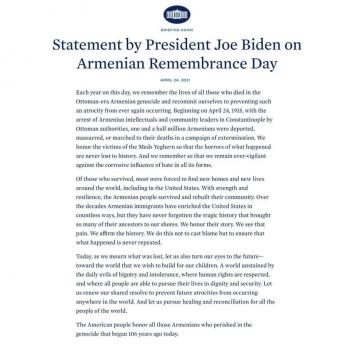 BRIEFING ROOM
Statement by President Joe Biden on
Armenian Remembrance Day
APRIL 24, 2021
Each year on this day, we remember the lives of all those who died in the
Ottoman-era Armenian genocide and recommit ourselves to preventing such
an atrocity from ever again occurring. Beginning on April 24, 1915, with the
arrest of Armenian intellectuals and community leaders in Constantinople by
Ottoman authorities, one and a half million Armenians were deported,
massacred, or marched to their deaths in a campaign of extermination. We
honor the victims of the Meds Yeghern so that the horrors of what happened
are never lost to history. And we remember so that we remain ever-vigilant
against the corrosive influence of hate in all its forms.
Of those who survived, most were forced to find new homes and new lives
around the world, including in the United States. With strength and
resilience, the Armenian people survived and rebuilt their community. Over
the decades Armenian immigrants have enriched the United States in
countless ways, but they have never forgotten the tragic history that brought
so many of their ancestors to our shores. We honor their story. We see that
pain. We affirm the history. We do this not to cast blame but to ensure that
what happened is never repeated.
Today, as we mourn what was lost, let us also turn our eyes to the future—
toward the world that we wish to build for our children. A world unstained by
the daily evils of bigotry and intolerance, where human rights are respected,
and where all people are able to pursue their lives in dignity and security. Let
us renew our shared resolve to prevent future atrocities from occurring
anywhere in the world. And let us pursue healing and reconciliation for all the
people of the world.
The American people honor all those Armenians who perished in the
genocide that began 106 years ago today.